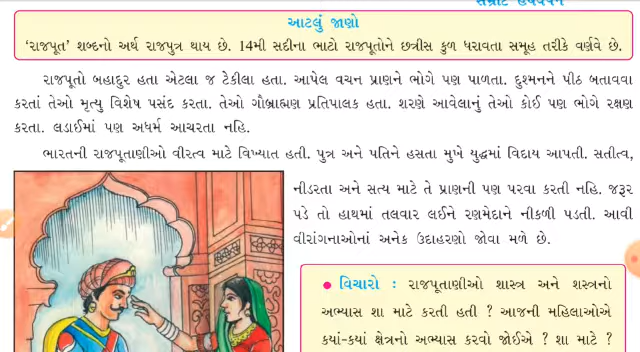 સમ્રાટ હર્ષવર્ધન
આટલું જાણો
‘રાજપૂત’ શબ્દનો અર્થ રાજપુત્ર થાય છે. 14મી સદીના ભાટો રાજપૂતોને છત્રીસ કુળ ધરાવતા સમૂહ તરીકે વર્ણવે છે.
રાજપૂતો બહાદુર હતા એટલા જ ટેકીલા હતા. આપેલ વચન પ્રાણને ભોગે પણ પાળતા. દુશ્મનને પીઠ બતાવવા
કરતાં તેઓ મૃત્યુ વિશેષ પસંદ કરતા. તેઓ ગૌબ્રાહ્મણ પ્રતિપાલક હતા. શરણે આવેલાનું તેઓ કોઈ પણ ભોગે રક્ષણ
કરતા. લડાઈમાં પણ અધર્મ આચરતા નહિ.
ભારતની રાજપૂતાણીઓ વીરત્વ માટે વિખ્યાત હતી. પુત્ર અને પતિને હસતા મુખે યુદ્ધમાં વિદાય આપતી. સતીત્વ,
નીડરતા અને સત્ય માટે તે પ્રાણની પણ પરવા કરતી નહિ. જરૂર
પડે તો હાથમાં તલવાર લઈને રણમેદાને નીકળી પડતી. આવી
વીરાંગનાઓનાં અનેક ઉદાહરણો જોવા મળે છે.
• વિચારો : રાજપૂતાણીઓ શાસ્ત્ર અને શસ્ત્રનો
અભ્યાસ શા માટે કરતી હતી ? આજની મહિલાઓએ
કયાં-કયાં ક્ષેત્રનો અભ્યાસ કરવો જોઈએ ? શા માટે ?